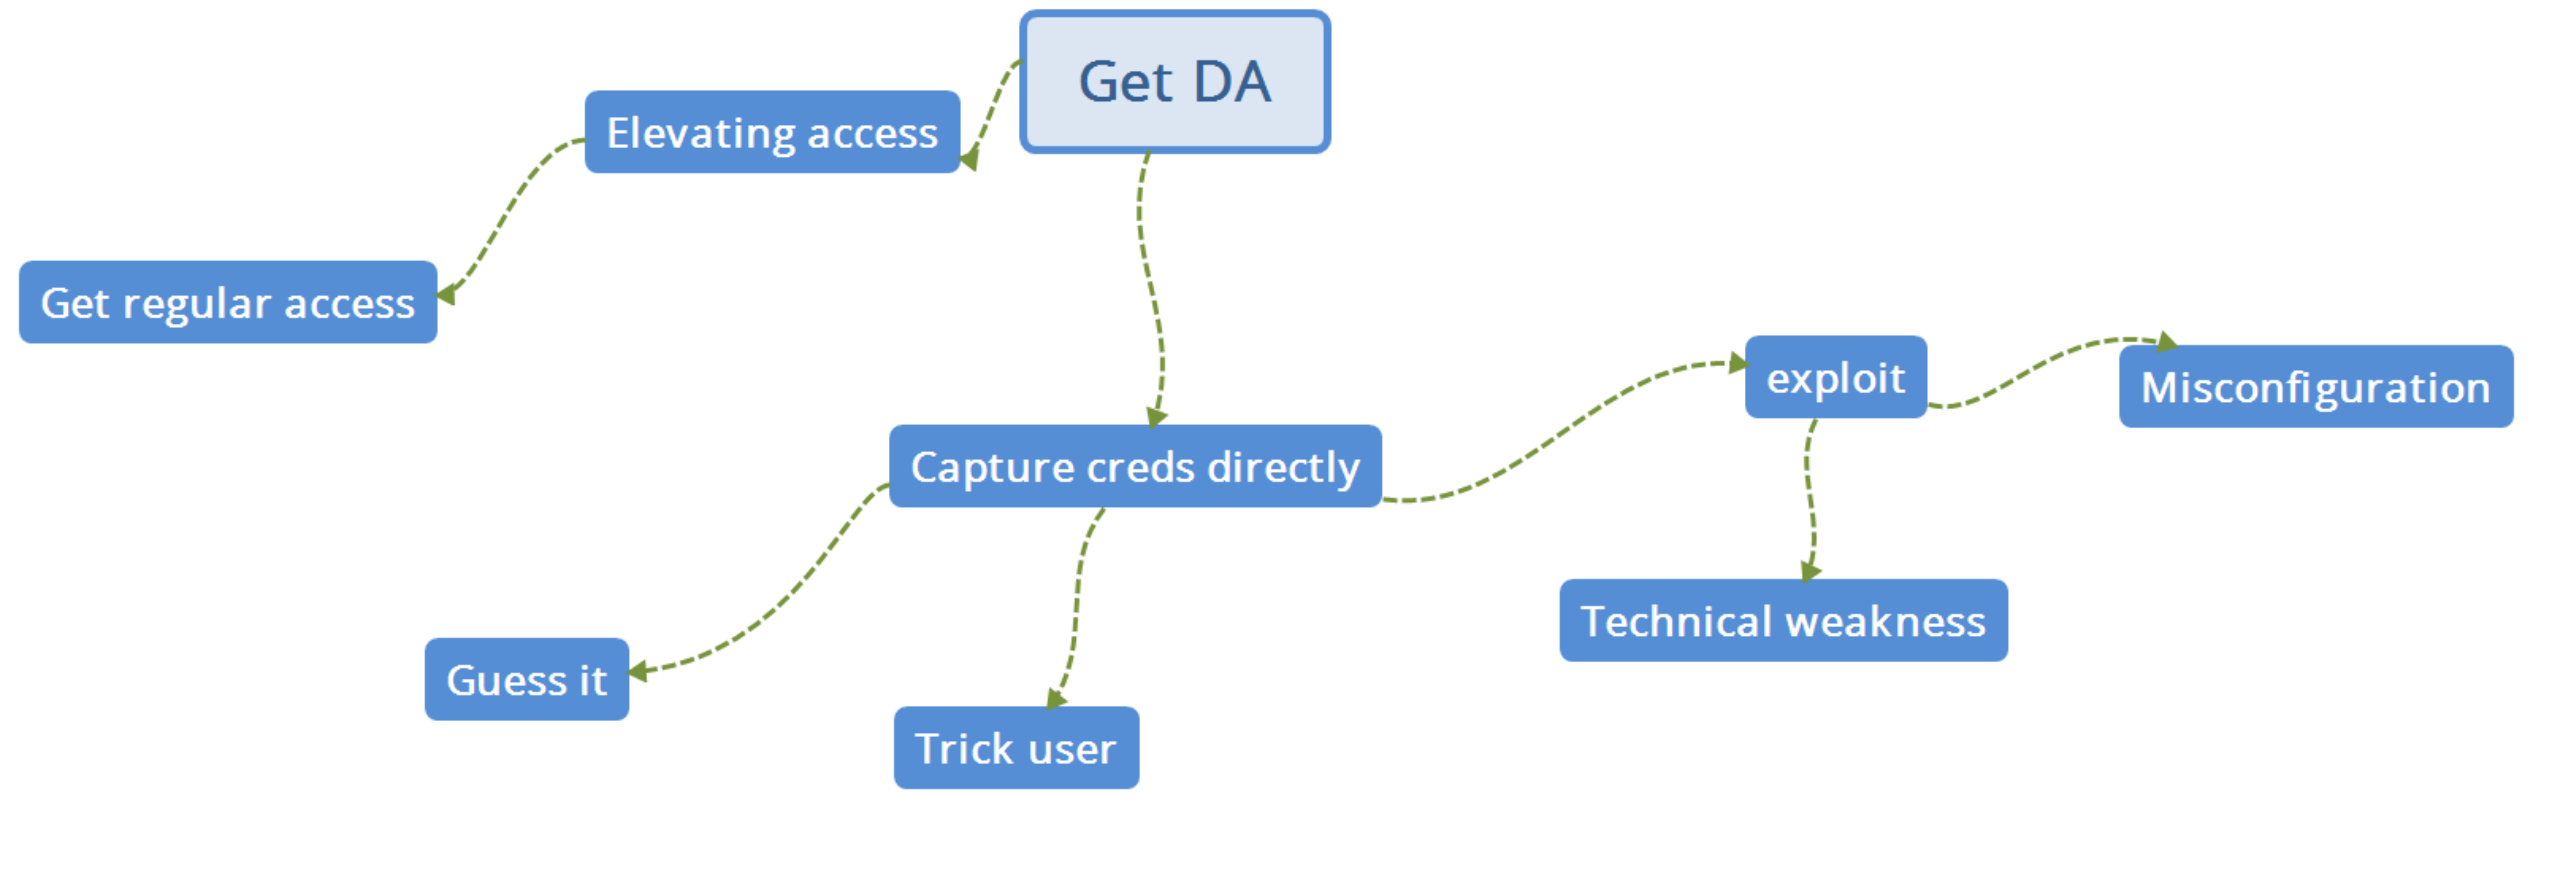 Get DA
Elevating access
Get regular access
exploit
Misconfiguration
Capture creds directly
Technical weakness
Guess it
Trick user